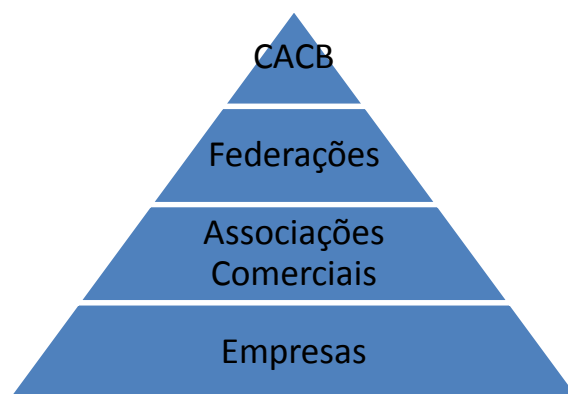 CACB
Federações
Associações
Comerciais
Empresas